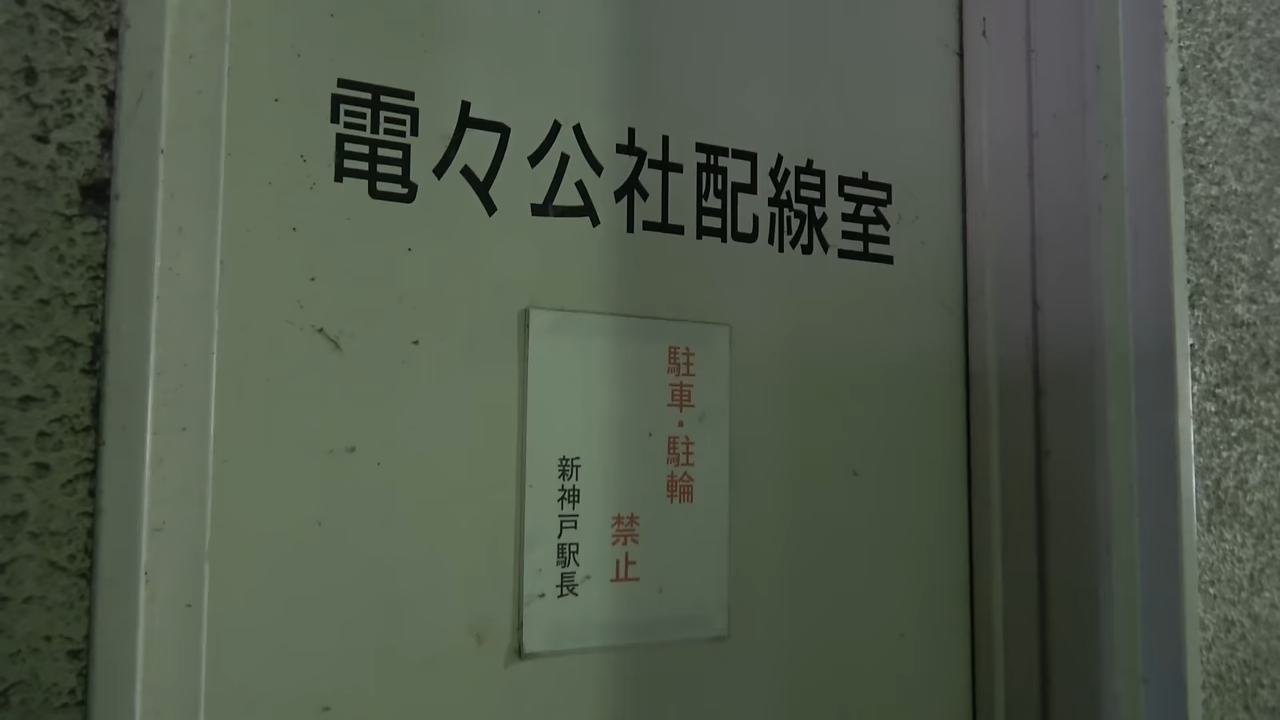 電々公社配線室
駐車・駐輪
禁止
新神戸駅長